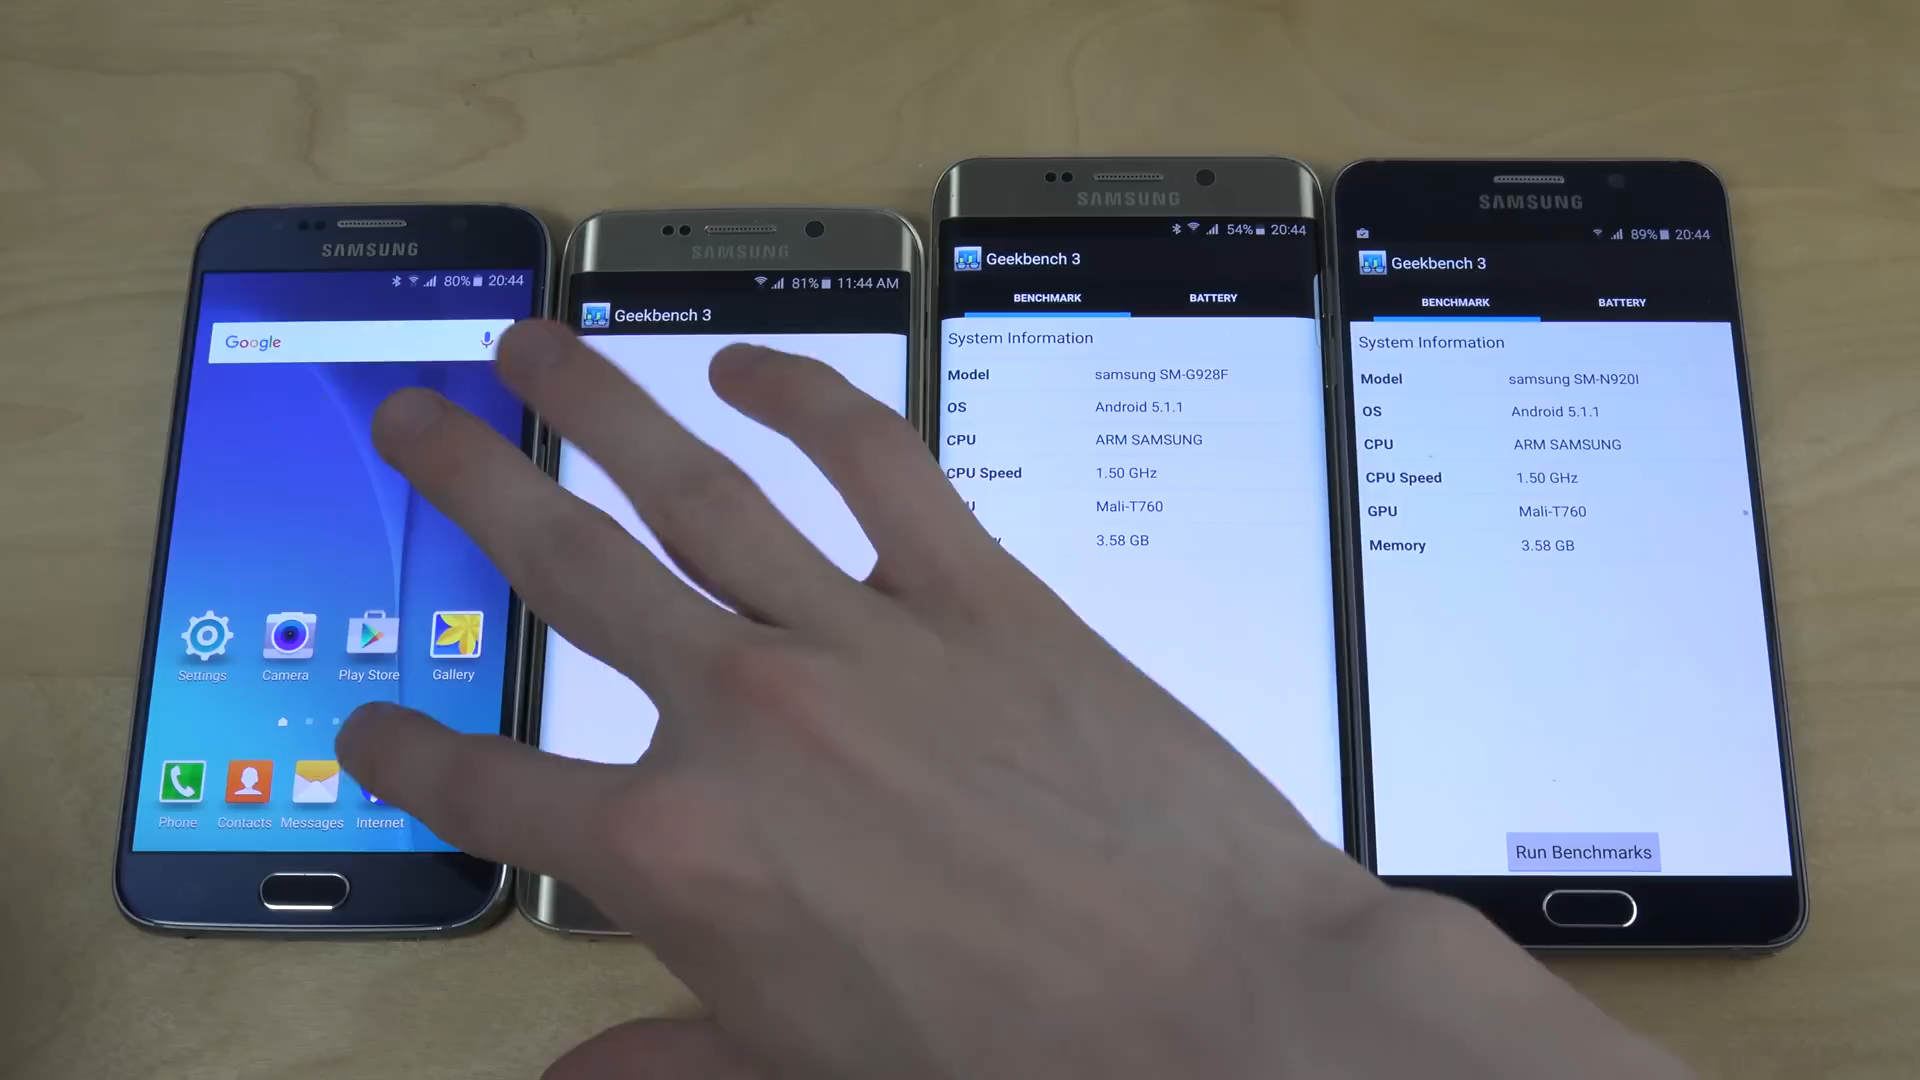 SAMSUNG
80% 20:44
Google
Settings Camera Play Store Gallery
Phone Contacts Messages Internet
SAMSUNG
81% 11:44 AM
Geekbench 3
SAMSUNG
54% 20:44
Geekbench 3
BENCHMARK BATTERY
System Information
Model samsung SM-G928F
OS Android 5.1.1
CPU ARM SAMSUNG
CPU Speed 1.50 GHz
Mali-T760
3.58 GB
SAMSUNG
89% 20:44
Geekbench 3
BENCHMARK BATTERY
System Information
Model samsung SM-N920I
OS Android 5.1.1
CPU ARM SAMSUNG
CPU Speed 1.50 GHz
GPU Mali-T760
Memory 3.58 GB
Run Benchmarks